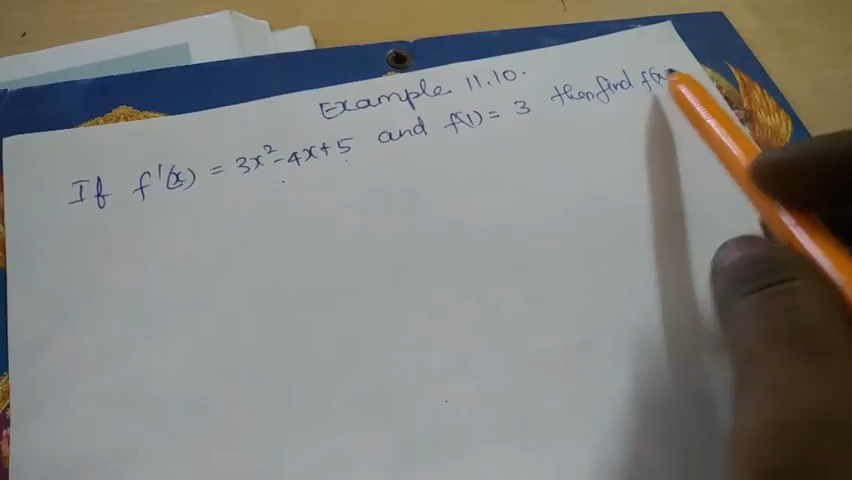 Example 11.10.
If f'(x) = 3x²-4x+5 and f(1) = 3 then find f(x)